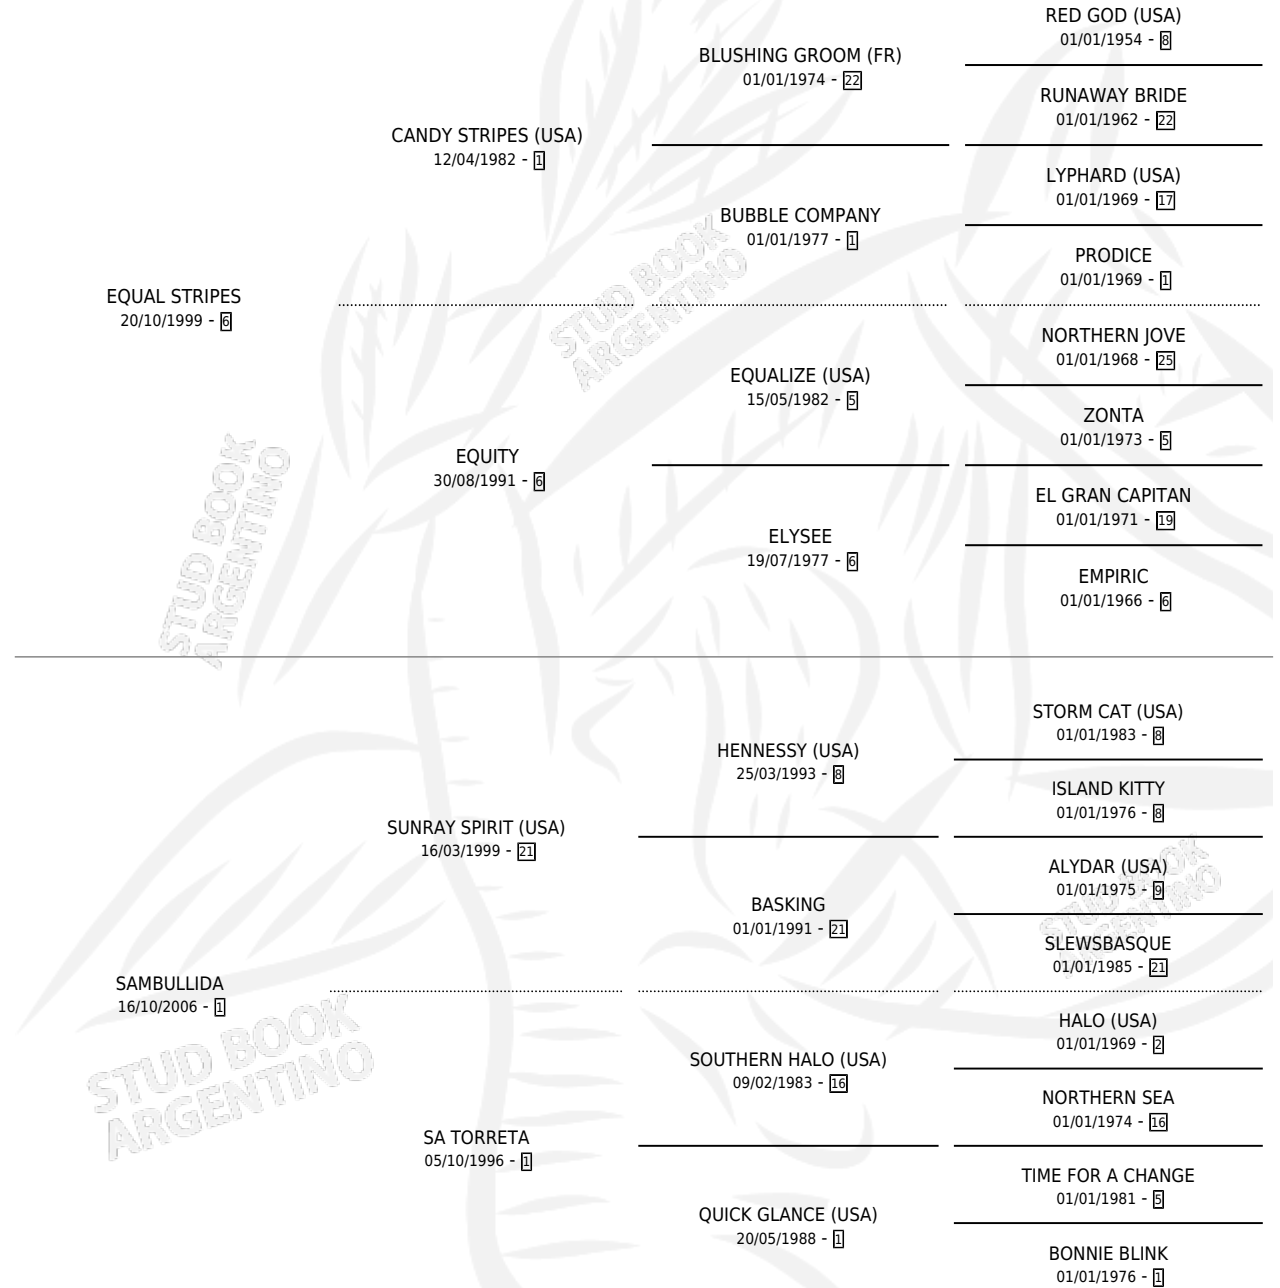 RED GOD (USA)
01/01/1954 - 8
BLUSHING GROOM (FR)
01/01/1974 - 22
RUNAWAY BRIDE
01/01/1962 - 22
CANDY STRIPES (USA)
12/04/1982 - 1
LYPHARD (USA)
01/01/1969 - 17
BUBBLE COMPANY
01/01/1977 - 1
PRODICE
01/01/1969 - 1
EQUAL STRIPES
20/10/1999 - 6
NORTHERN JOVE
01/01/1968 - 25
EQUALIZE (USA)
15/05/1982 - 5
ZONTA
01/01/1973 - 5
EQUITY
30/08/1991 - 6
EL GRAN CAPITAN
01/01/1971 - 19
ELYSEE
19/07/1977 - 6
EMPIRIC
01/01/1966 - 6
STUD BOOK
ARGENTINO
STUD BOOK
ARGENTINO
STORM CAT (USA)
01/01/1983 - 8
HENNESSY (USA)
25/03/1993 - 8
ISLAND KITTY
01/01/1976 - 8
SUNRAY SPIRIT (USA)
16/03/1999 - 21
ALYDAR (USA)
01/01/1975 - 9
BASKING
01/01/1991 - 21
SLEWSBASQUE
01/01/1985 - 21
SAMBULLIDA
16/10/2006 - 1
HALO (USA)
01/01/1969 - 2
SOUTHERN HALO (USA)
09/02/1983 - 16
NORTHERN SEA
01/01/1974 - 16
SA TORRETA
05/10/1996 - 1
TIME FOR A CHANGE
01/01/1981 - 5
QUICK GLANCE (USA)
20/05/1988 - 1
BONNIE BLINK
01/01/1976 - 1
STUD BOOK
ARGENTINO
STUD BOOK
ARGENTINO